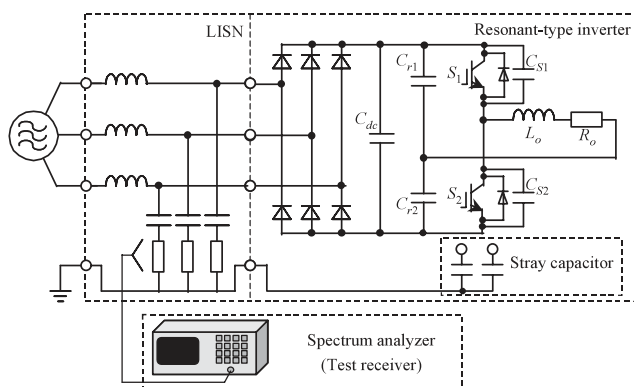 LISN
Resonant-type inverter
Cr1
S1
CS1
Cdc
Lo
Ro
Cr2
S2
CS2
Stray capacitor
Spectrum analyzer
(Test receiver)